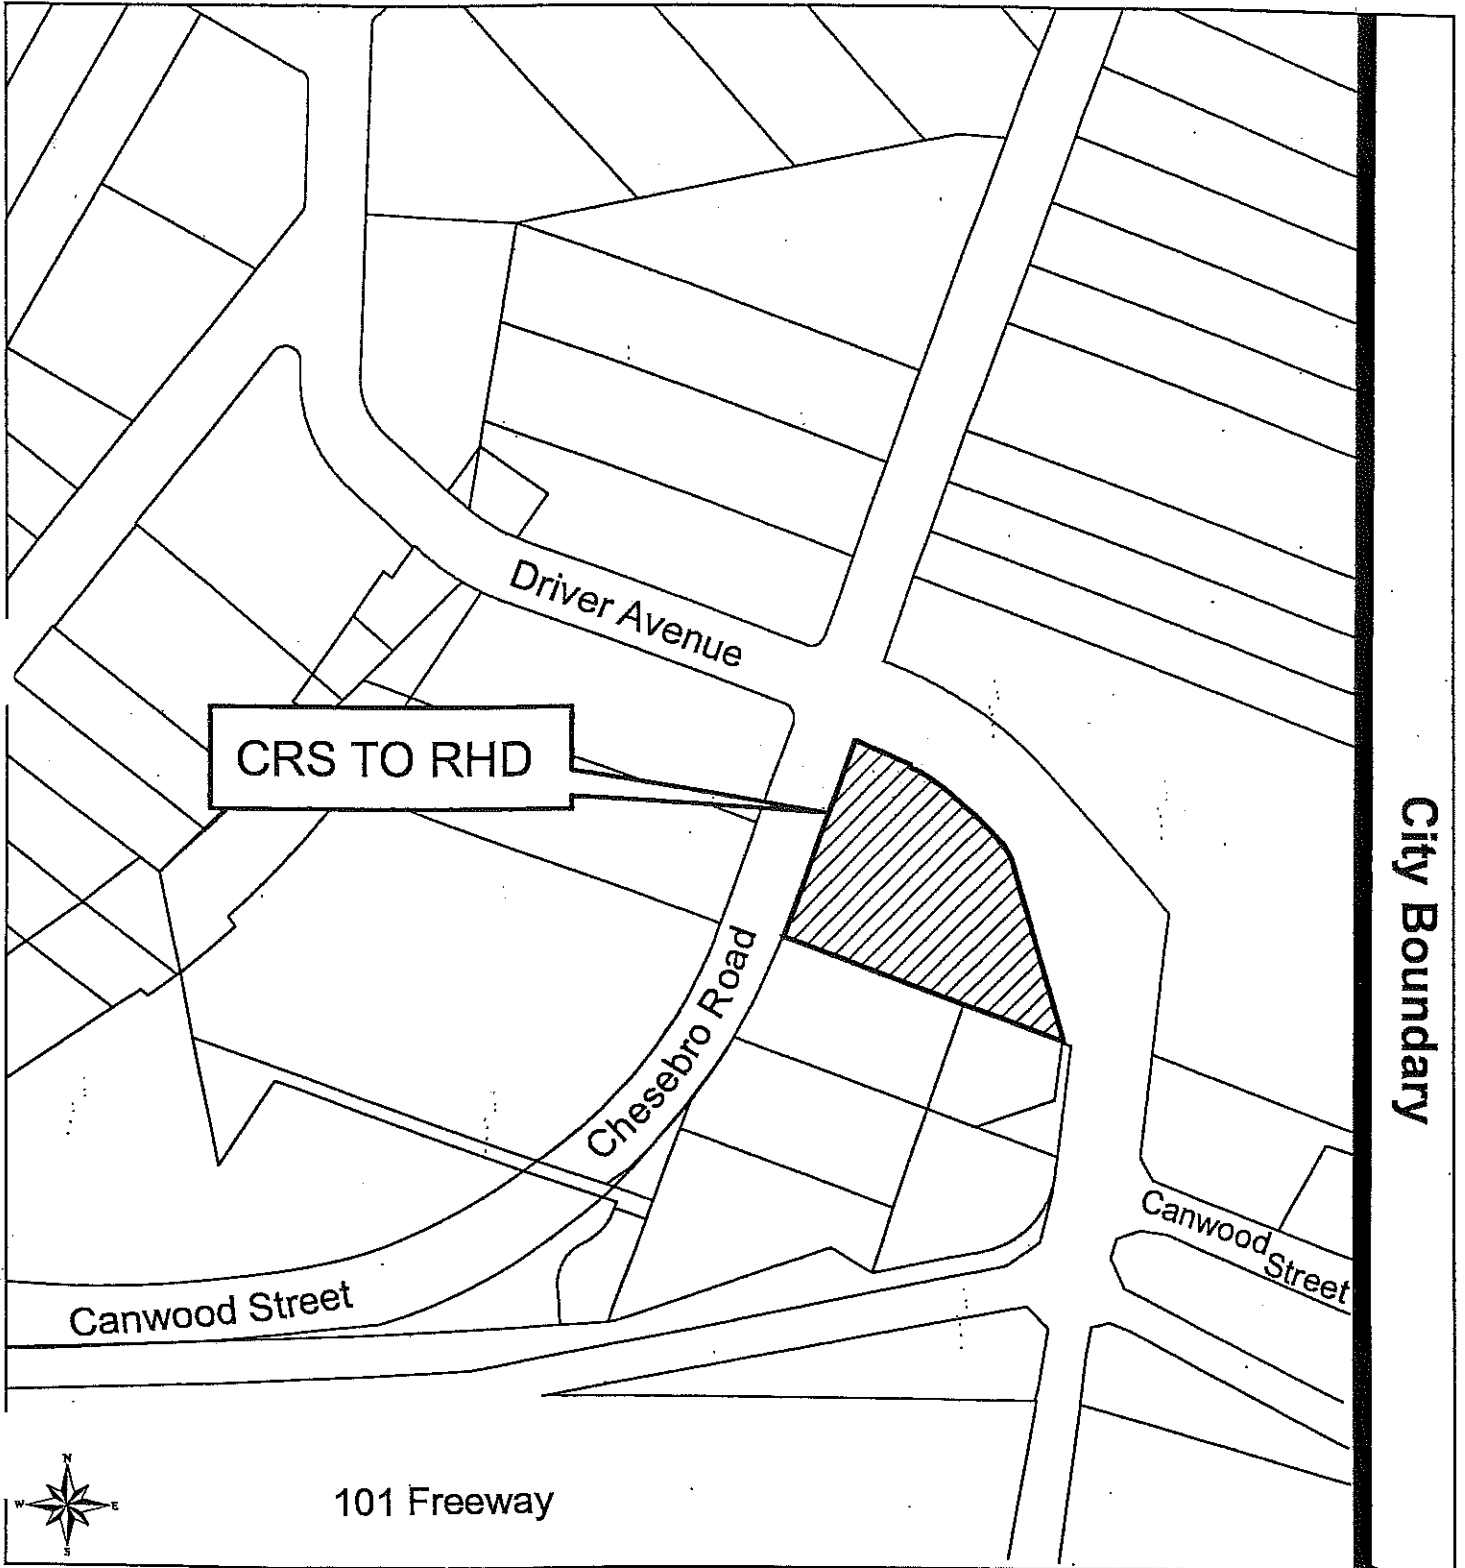 Driver Avenue
CRS TO RHD
City Boundary
Chesebro Road
Canwood Street
Canwood Street
N
W E
S
101 Freeway